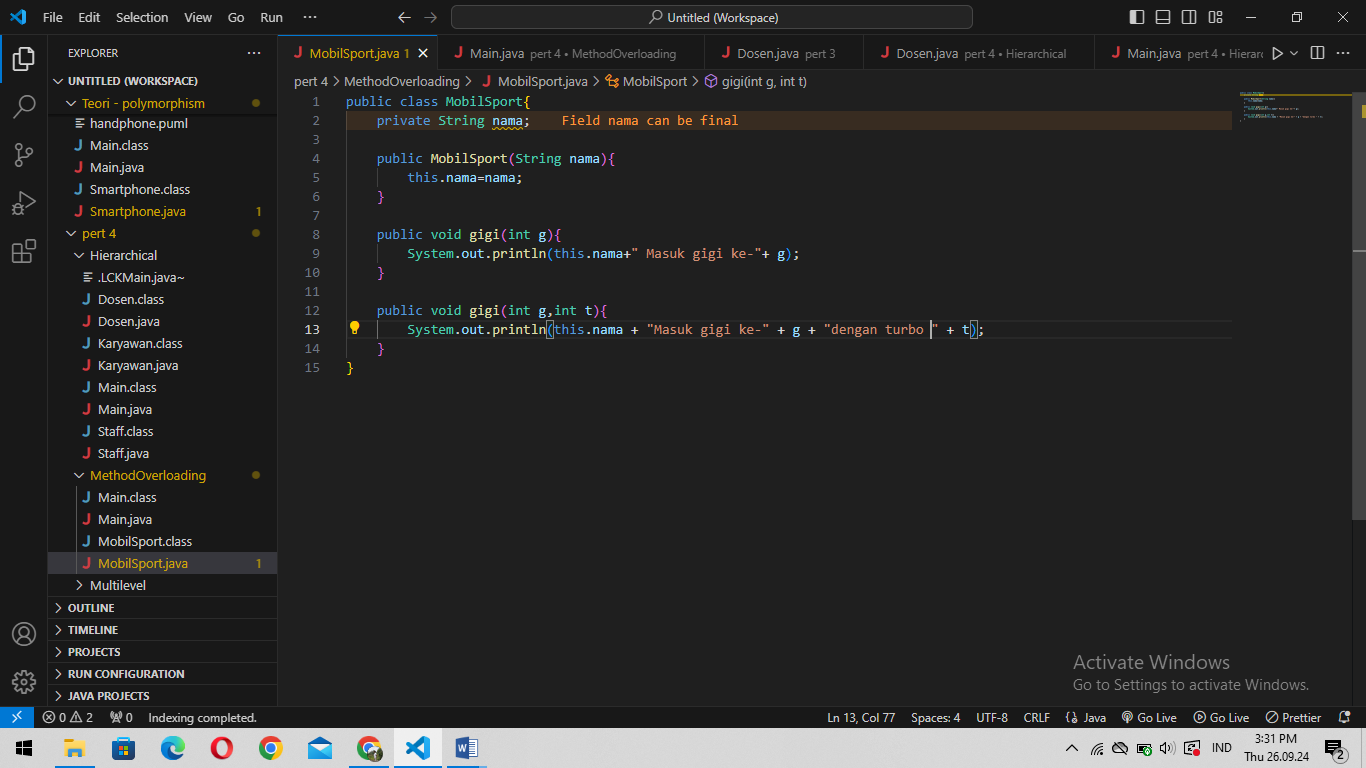 File Edit Selection View Go Run ··· Untitled (Workspace)
EXPLORER ···
UNTITLED (WORKSPACE)
Teori - polymorphism
handphone.puml
Main.class
Main.java
Smartphone.class
Smartphone.java 1
pert 4
Hierarchical
.LCKMain.java~
Dosen.class
Dosen.java
Karyawan.class
Karyawan.java
Main.class
Main.java
Staff.class
Staff.java
MethodOverloading
Main.class
Main.java
MobilSport.class
MobilSport.java 1
Multilevel
OUTLINE
TIMELINE
PROJECTS
RUN CONFIGURATION
JAVA PROJECTS
MobilSport.java 1 Main.java pert 4 • MethodOverloading Dosen.java pert 3 Dosen.java pert 4 • Hierarchical Main.java pert 4 • Hierarc
pert 4 > MethodOverloading > MobilSport.java > MobilSport > gigi(int g, int t)
1 public class MobilSport{
2 private String nama; Field nama can be final
3
4 public MobilSport(String nama){
5 this.nama=nama;
6 }
7
8 public void gigi(int g){
9 System.out.println(this.nama+" Masuk gigi ke-"+ g);
10 }
11
12 public void gigi(int g,int t){
13 System.out.println(this.nama + "Masuk gigi ke-" + g + "dengan turbo " + t);
14 }
15 }
Activate Windows
Go to Settings to activate Windows.
0 2 0 Indexing completed. Ln 13, Col 77 Spaces: 4 UTF-8 CRLF Java Go Live Go Live Prettier
IND 3:31 PM
Thu 26.09.24 2